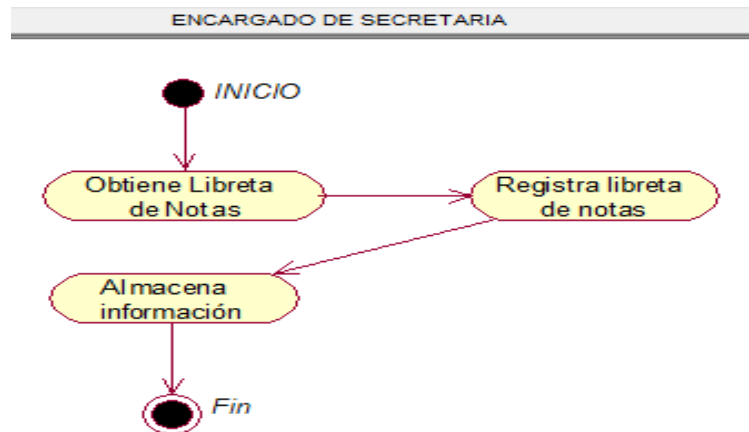 ENCARGADO DE SECRETARIA
INICIO
Obtiene Libreta
de Notas
Registra libreta
de notas
Almacena
información
Fin